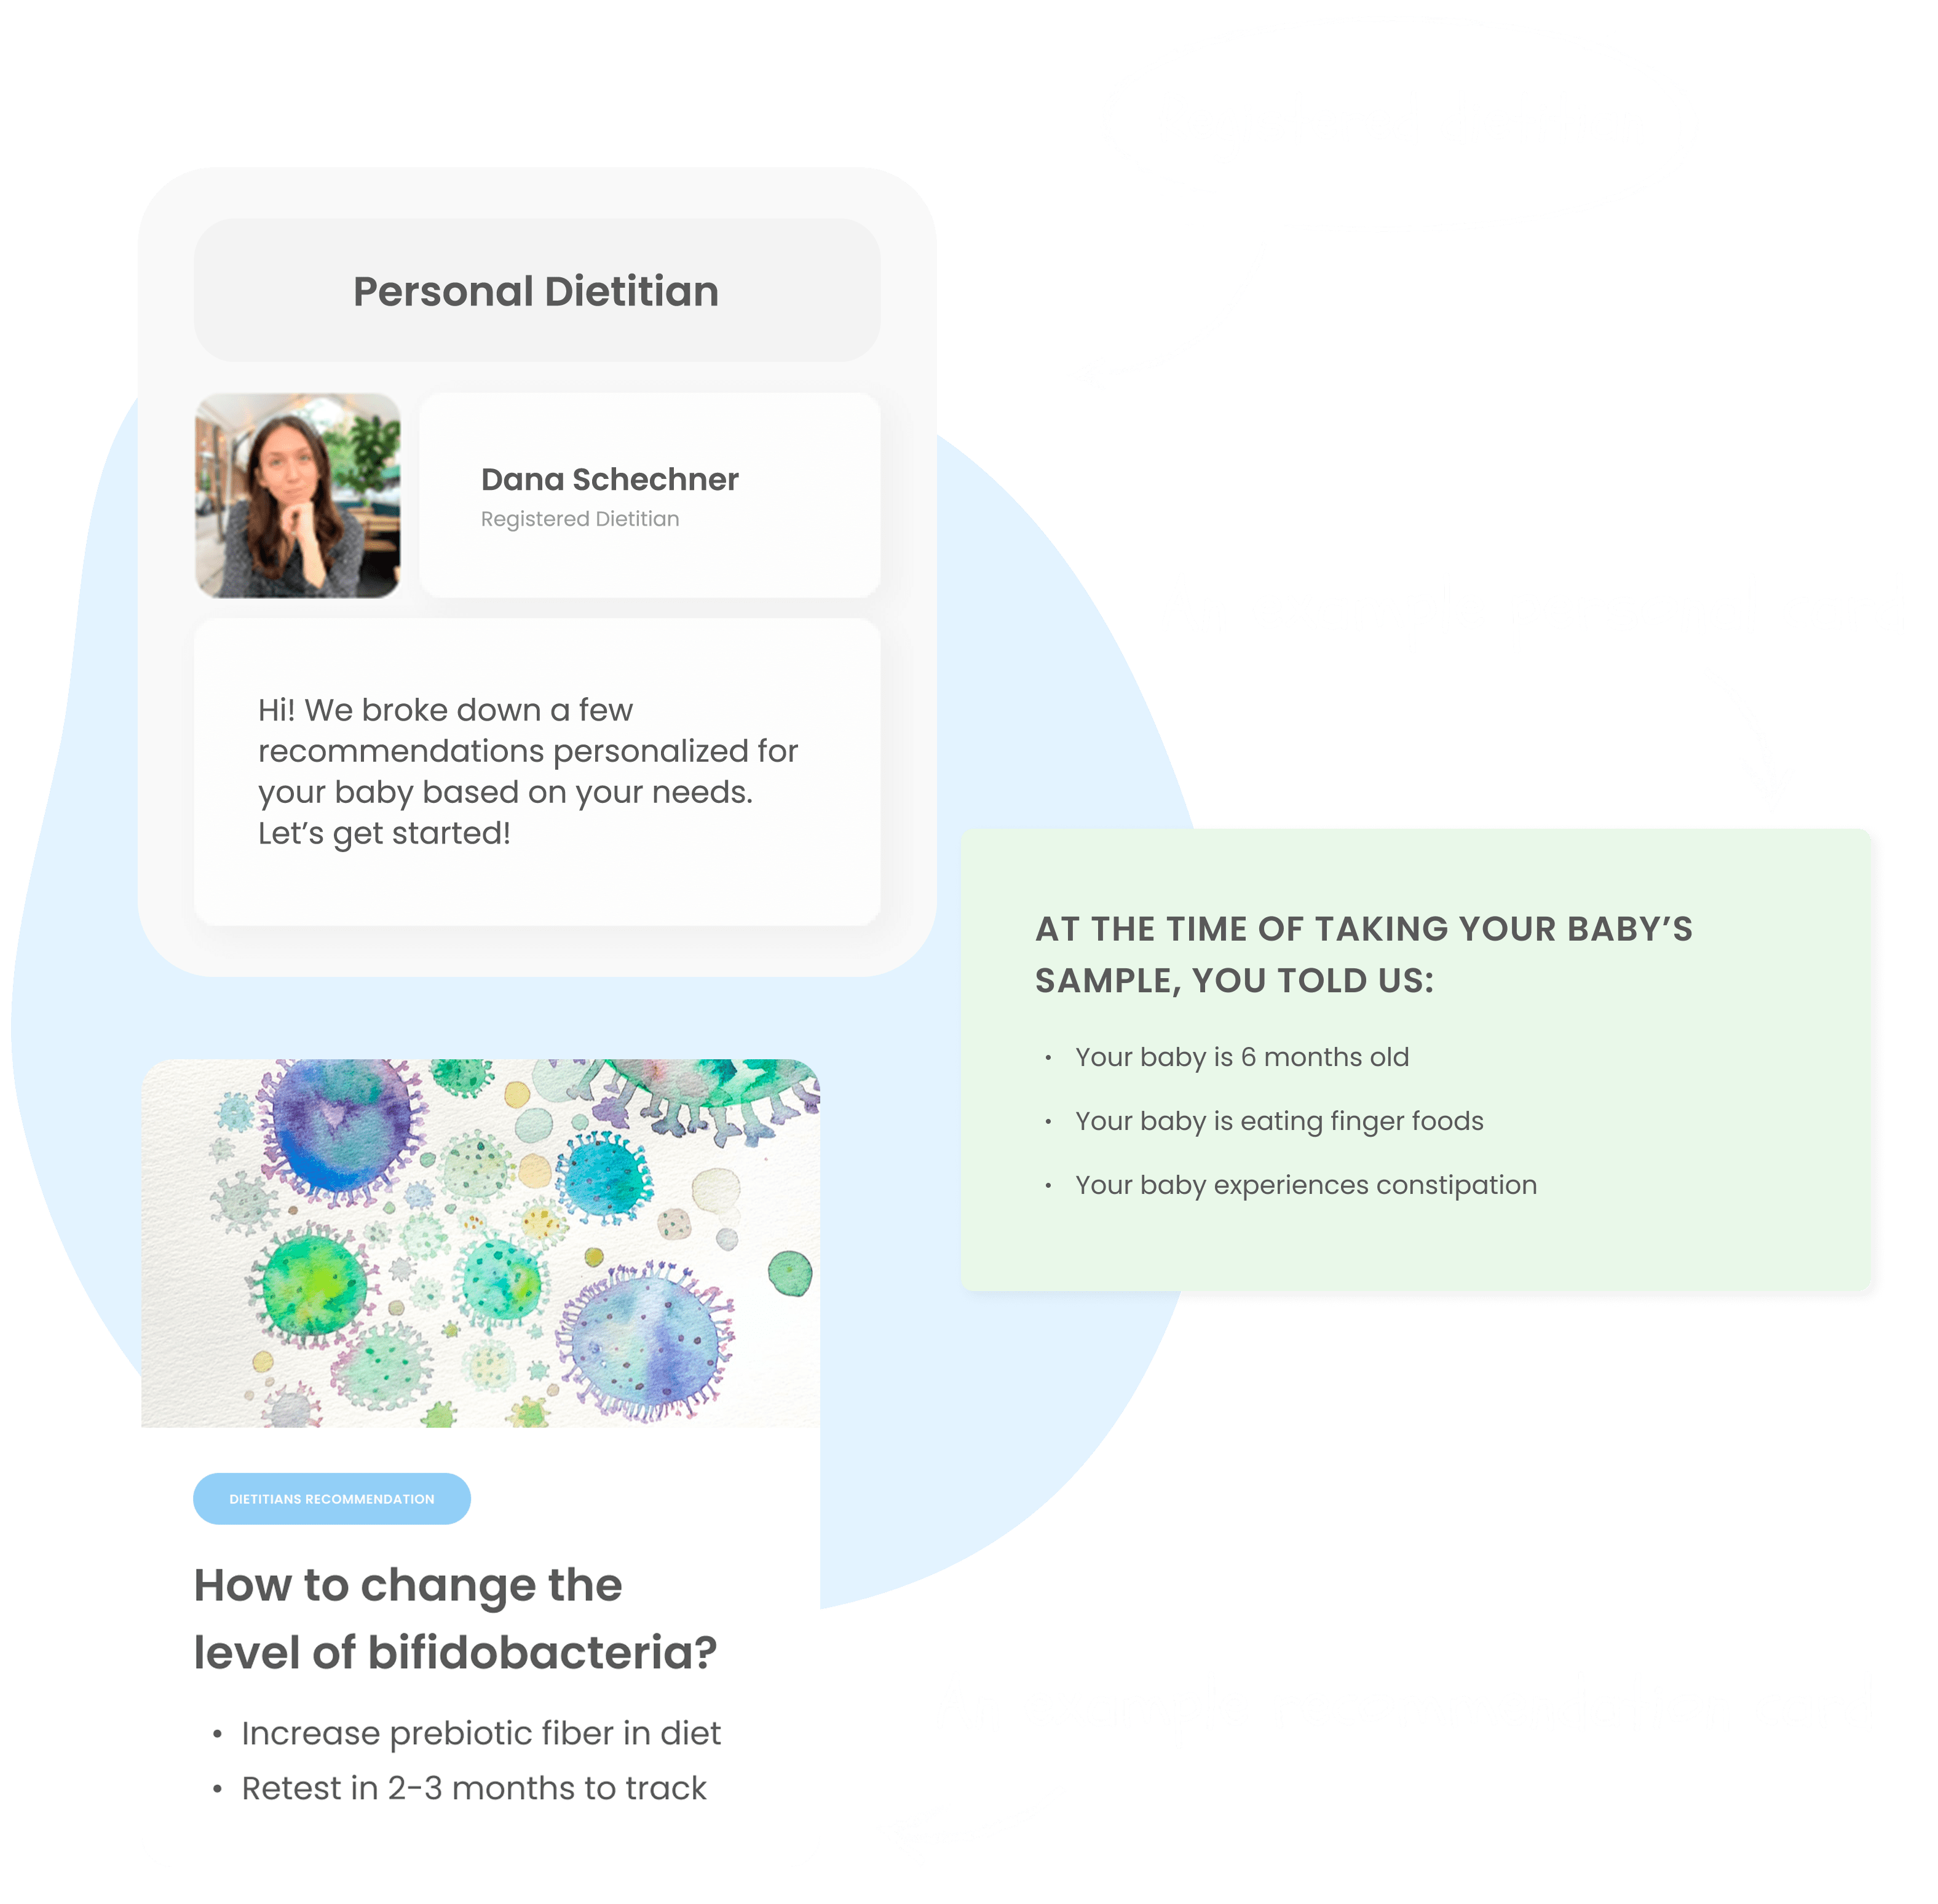 Personal Dietitian
Dana Schechner
Registered Dietitian
Hi! We broke down a few
recommendations personalized for
your baby based on your needs.
Let’s get started!
AT THE TIME OF TAKING YOUR BABY’S
SAMPLE, YOU TOLD US:
• Your baby is 6 months old
• Your baby is eating finger foods
• Your baby experiences constipation
DIETITIANS RECOMMENDATION
How to change the
level of bifidobacteria?
• Increase prebiotic fiber in diet
• Retest in 2-3 months to track